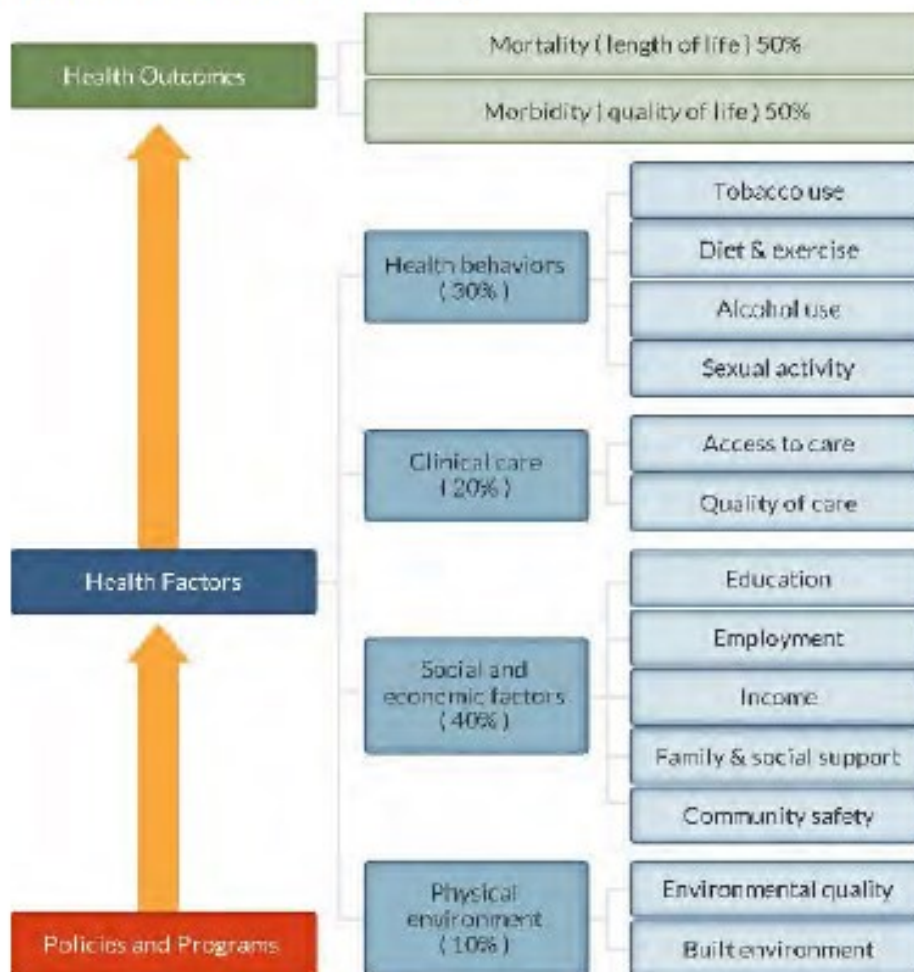 Health Outcomes
Mortality ( length of life ) 50%
Morbidity ( quality of life ) 50%
Health behaviors
( 30% )
Tobacco use
Diet & exercise
Alcohol use
Sexual activity
Clinical care
( 20% )
Access to care
Quality of care
Health Factors
Social and
economic factors
( 40% )
Education
Employment
Income
Family & social support
Community safety
Physical
environment
( 10% )
Environmental quality
Built environment
Policies and Programs